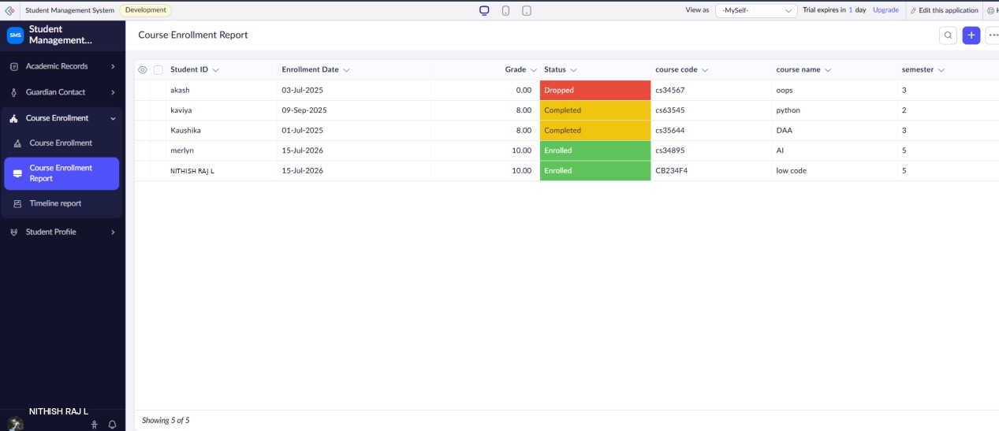 Student Management System Development View as -MySelf- Trial expires in 1 day Upgrade Edit this application
SMS Student Management...
Course Enrollment Report
Academic Records
Guardian Contact
Course Enrollment
Course Enrollment
Course Enrollment Report
Timeline report
Student Profile
Student ID Enrollment Date Grade Status course code course name semester
akash 03-Jul-2025 0.00 Dropped cs34567 oops 3
kaviya 09-Sep-2025 8.00 Completed cs63545 python 2
Kaushika 01-Jul-2025 8.00 Completed cs35644 DAA 3
merlyn 15-Jul-2026 10.00 Enrolled cs34895 AI 5
NITHISH RAJ L 15-Jul-2026 10.00 Enrolled CB234F4 low code 5
NITHISH RAJ L
Showing 5 of 5